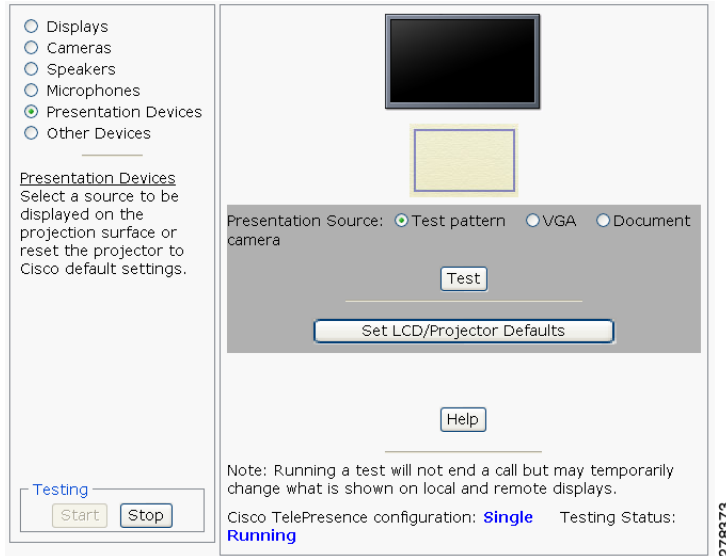 Displays
Cameras
Speakers
Microphones
Presentation Devices
Other Devices
Presentation Devices
Select a source to be
displayed on the
projection surface or
reset the projector to
Cisco default settings.
Testing
Start Stop
Presentation Source: Test pattern VGA Document
camera
Test
Set LCD/Projector Defaults
Help
Note: Running a test will not end a call but may temporarily
change what is shown on local and remote displays.
Cisco TelePresence configuration: Single Testing Status:
Running